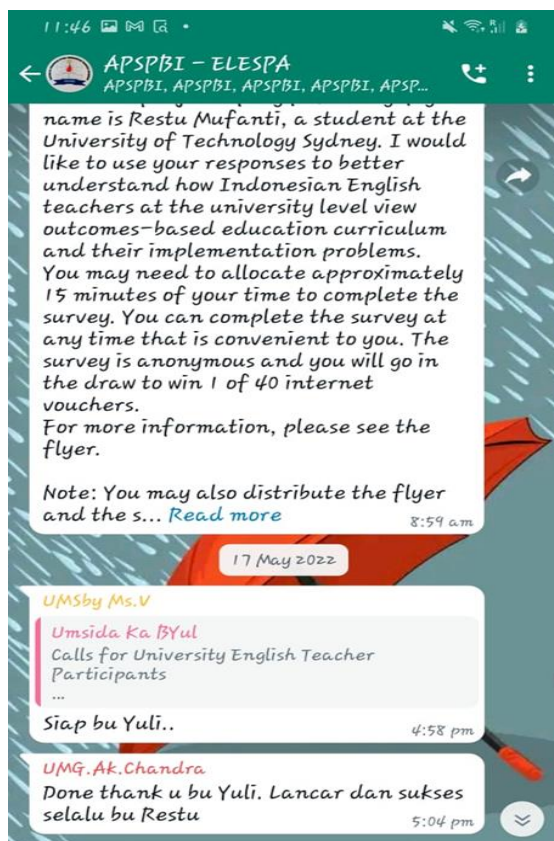 11:46
APSPBI - ELESPA
APSPBI, APSPBI, APSPBI, APSPBI, APSP...
name is Restu Mufanti, a student at the
University of Technology Sydney. I would
like to use your responses to better
understand how Indonesian English
teachers at the university level view
outcomes-based education curriculum
and their implementation problems.
You may need to allocate approximately
15 minutes of your time to complete the
survey. You can complete the survey at
any time that is convenient to you. The
survey is anonymous and you will go in
the draw to win 1 of 40 internet
vouchers.
For more information, please see the
flyer.
Note: You may also distribute the flyer
and the s... Read more
8:59 am
17 May 2022
UMSby Ms.V
Umsida Ka BYul
Calls for University English Teacher
Participants
...
Siap bu Yuli..
4:58 pm
UMG.Ak.Chandra
Done thank u bu Yuli. Lancar dan sukses
selalu bu Restu
5:04 pm